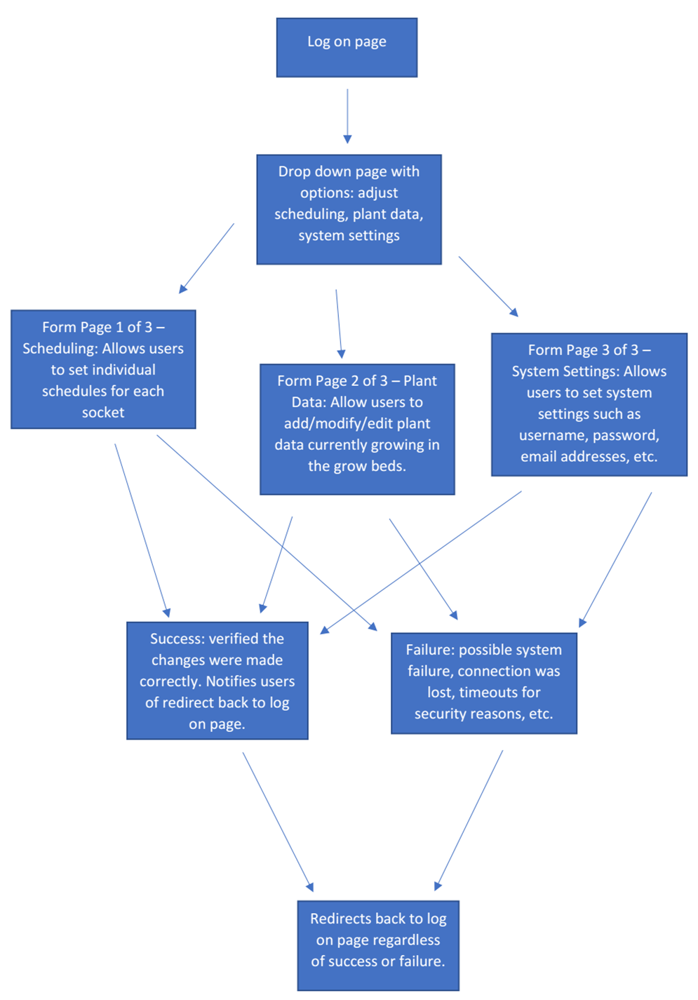 Log on page
Drop down page with
options: adjust
scheduling, plant data,
system settings
Form Page 1 of 3 –
Scheduling: Allows users
to set individual
schedules for each
socket
Form Page 2 of 3 – Plant
Data: Allow users to
add/modify/edit plant
data currently growing in
the grow beds.
Form Page 3 of 3 –
System Settings: Allows
users to set system
settings such as
username, password,
email addresses, etc.
Success: verified the
changes were made
correctly. Notifies users
of redirect back to log
on page.
Failure: possible system
failure, connection was
lost, timeouts for
security reasons, etc.
Redirects back to log
on page regardless
of success or failure.